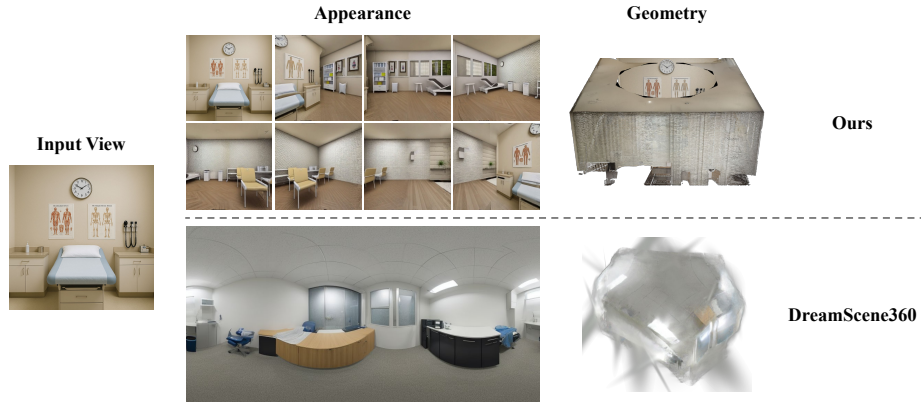 Appearance
Geometry
Ours
Input View
DreamScene360